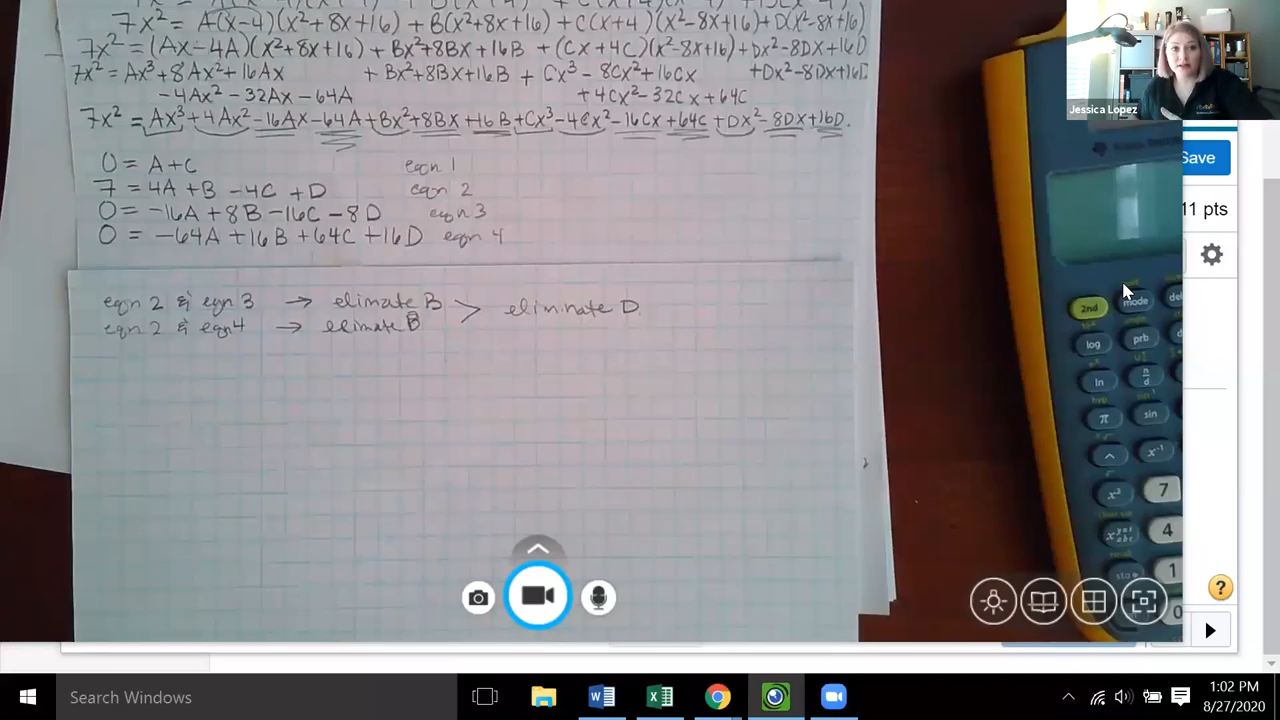 7x² = A(x-4)(x²+8x+16) + B(x²+8x+16) + C(x+4)(x²-8x+16)+D(x²-8x+16)
7x² = (Ax-4A)(x²+8x+16) + Bx²+8Bx+16B + (Cx+4C)(x²-8x+16)+Dx²-8Dx+16D
7x² = Ax³+8Ax²+16Ax + Bx²+8Bx+16B + Cx³-8Cx²+16Cx +Dx²-8Dx+16D
-4Ax²-32Ax-64A +4Cx²-32Cx+64C
7x² = Ax³+4Ax²-16Ax-64A+Bx²+8Bx+16B+Cx³-4Cx²-16Cx+64C+Dx²-8Dx+16D.
0 = A+C eqn 1
7 = 4A+B-4C+D eqn 2
0 = -16A+8B-16C-8D eqn 3
0 = -64A+16B+64C+16D eqn 4
eqn 2 & eqn 3 → elimate B > eliminate D.
eqn 2 & eqn4 → elimate B
Jessica Lopez
Save
11 pts
2nd
mode
del
log
prb
ln
n/d
hyp
π
sin
^
x⁻¹
x²
7
4
1
0
?
Search Windows
1:02 PM
8/27/2020